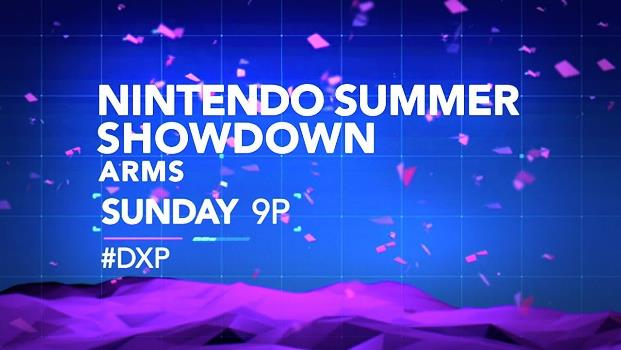 NINTENDO SUMMER
SHOWDOWN
ARMS
SUNDAY 9P
#DXP